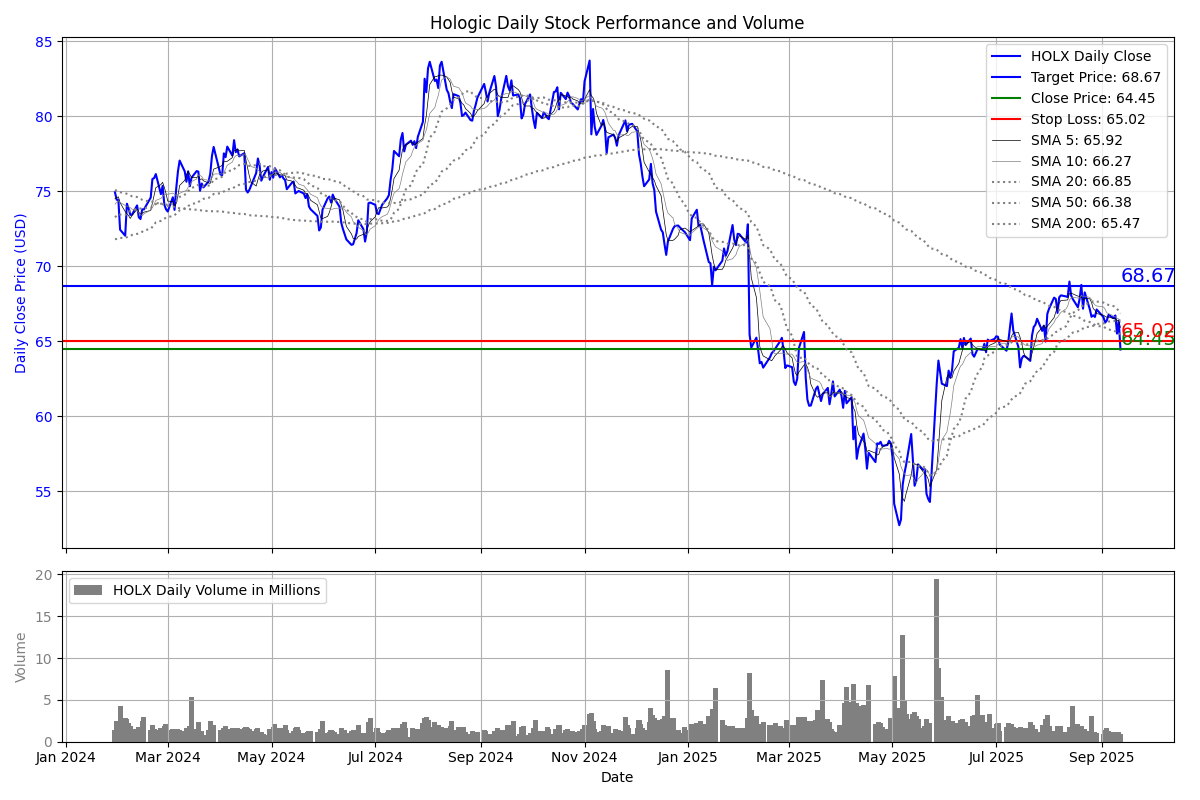 Hologic Daily Stock Performance and Volume
85
80
75
70
65
60
55
Daily Close Price (USD)
HOLX Daily Close
Target Price: 68.67
Close Price: 64.45
Stop Loss: 65.02
SMA 5: 65.92
SMA 10: 66.27
SMA 20: 66.85
SMA 50: 66.38
SMA 200: 65.47
68.67
65.02
64.45
20
15
10
5
0
Volume
HOLX Daily Volume in Millions
Jan 2024
Mar 2024
May 2024
Jul 2024
Sep 2024
Nov 2024
Jan 2025
Mar 2025
May 2025
Jul 2025
Sep 2025
Date